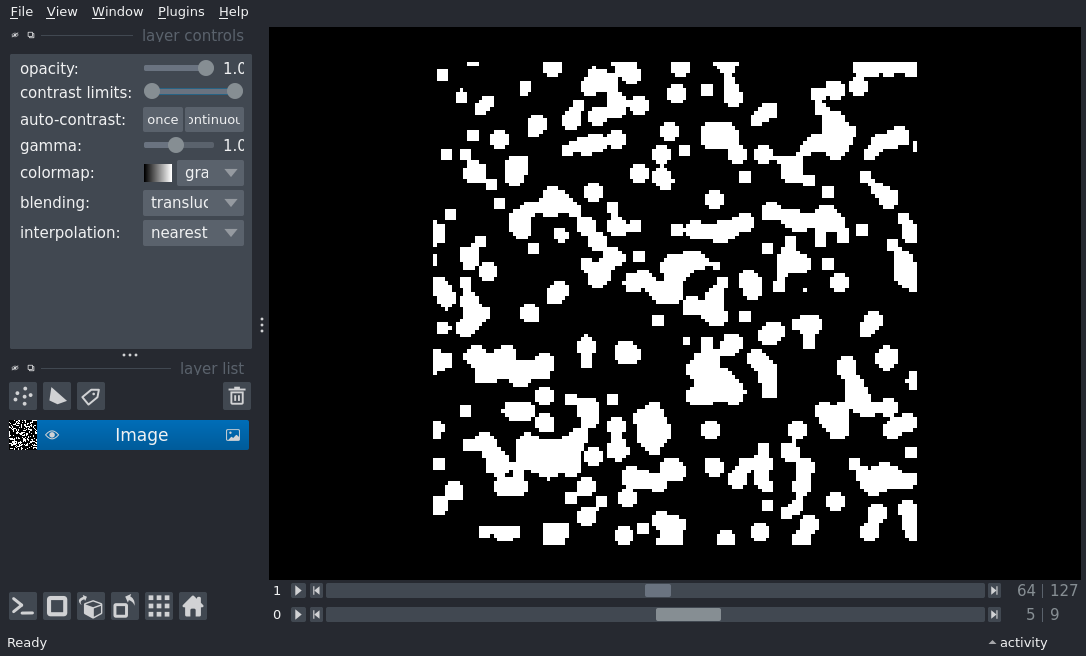 File View Window Plugins Help
layer controls
opacity: 1.0
contrast limits:
auto-contrast: once ontinuou
gamma: 1.0
colormap: gra
blending: transluc
interpolation: nearest
layer list
Image
1 64 127
0 5 9
Ready activity